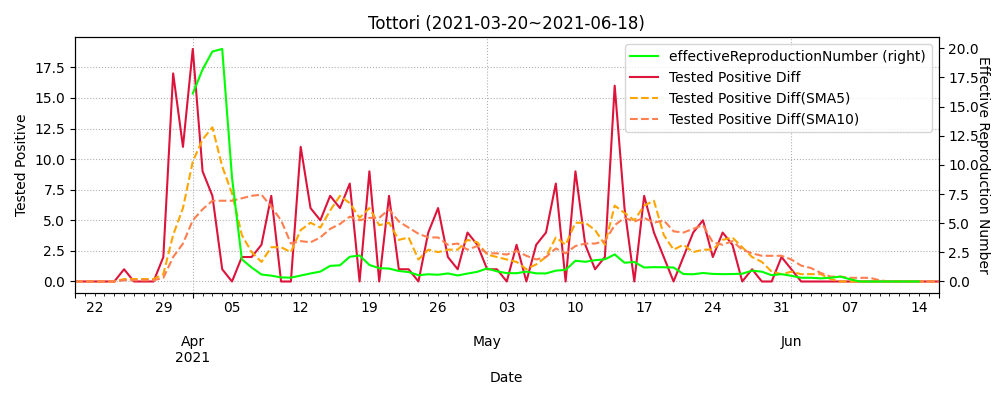 Tottori (2021-03-20~2021-06-18)
effectiveReproductionNumber (right)
Tested Positive Diff
Tested Positive Diff(SMA5)
Tested Positive Diff(SMA10)
Tested Positive
17.5
15.0
12.5
10.0
7.5
5.0
2.5
0.0
20.0
17.5
15.0
12.5
10.0
7.5
5.0
2.5
0.0
Effective Reproduction Number
22 29 05 12 19 26 03 10 17 24 31 07 14
Apr May Jun
2021
Date